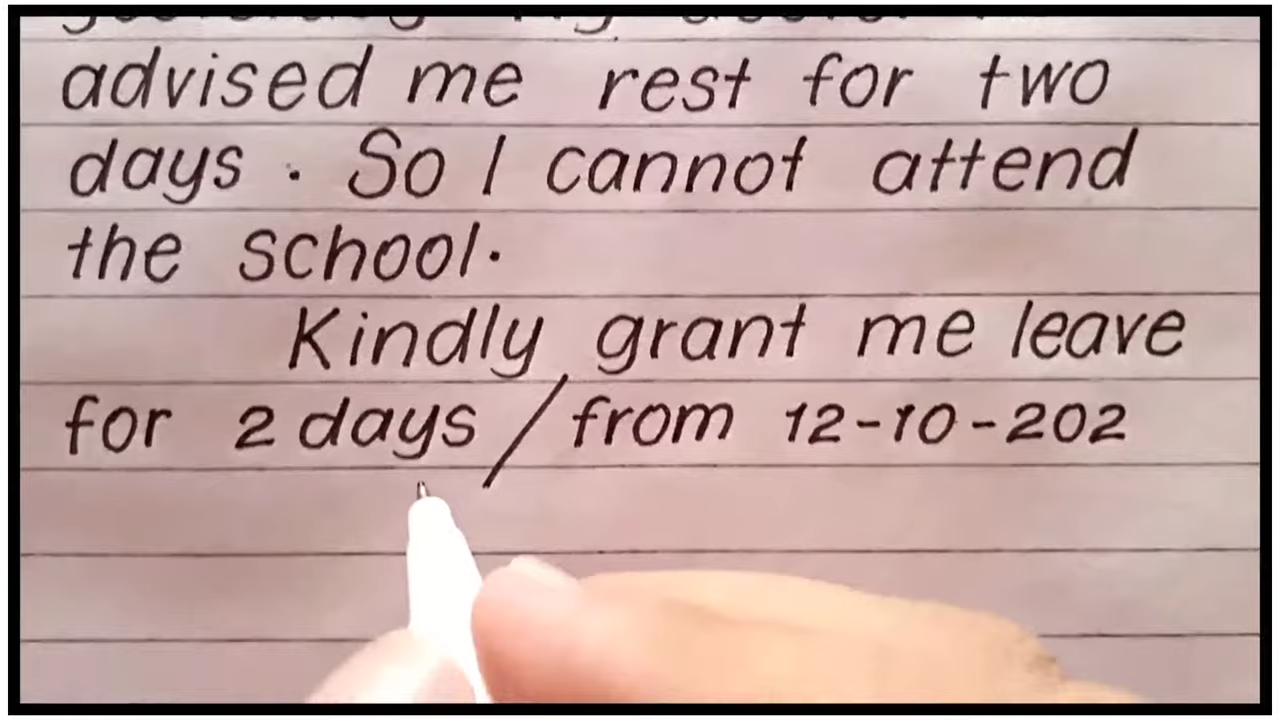 advised me rest for two
days . So I cannot attend
the school.
Kindly grant me leave
for 2 days / from 12-10-202